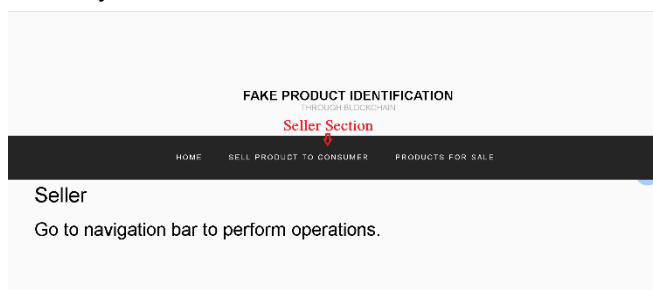 FAKE PRODUCT IDENTIFICATION
THROUGH BLOCKCHAIN
Seller Section
HOME SELL PRODUCT TO CONSUMER PRODUCTS FOR SALE
Seller
Go to navigation bar to perform operations.